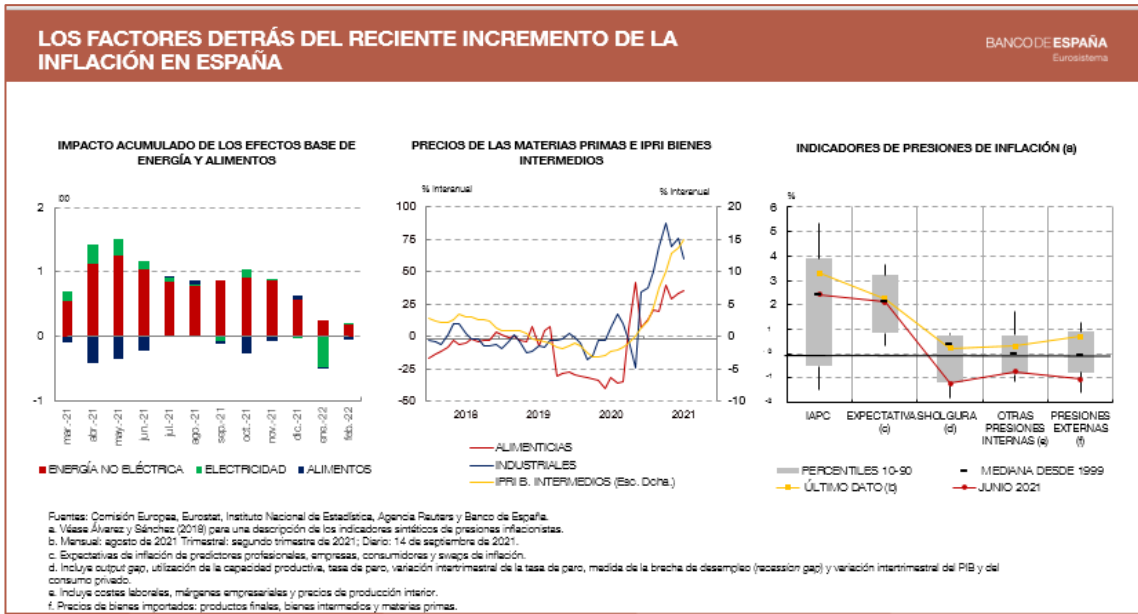 LOS FACTORES DETRÁS DEL RECIENTE INCREMENTO DE LA
INFLACIÓN EN ESPAÑA
BANCO DE ESPAÑA
Eurosistema
IMPACTO ACUMULADO DE LOS EFECTOS BASE DE
ENERGÍA Y ALIMENTOS
2
1
0
-1
mar.-21
abr.-21
may.-21
jun.-21
jul.-21
ago.-21
sep.-21
oct.-21
nov.-21
dic.-21
ene.-22
feb.-22
ENERGÍA NO ELÉCTRICA ELECTRICIDAD ALIMENTOS
PRECIOS DE LAS MATERIAS PRIMAS E IPRI BIENES
INTERMEDIOS
% Interanual % Interanual
100 20
75 15
50 10
25 5
0 0
-25 -5
-50 -10
2018 2019 2020 2021
ALIMENTICIAS
INDUSTRIALES
IPRI B. INTERMEDIOS (Esc. Dcha.)
INDICADORES DE PRESIONES DE INFLACIÓN (a)
%
6
5
4
3
2
1
0
-1
-2
IAPC EXPECTATIVAS HOLGURA OTRAS PRESIONES
(c) (d) PRESIONES EXTERNAS
INTERNAS (e) (f)
PERCENTILES 10-90 MEDIANA DESDE 1999
ÚLTIMO DATO (b) JUNIO 2021
Fuentes: Comisión Europea, Eurostat, Instituto Nacional de Estadística, Agencia Reuters y Banco de España.
a. Véase Álvarez y Sánchez (2018) para una descripción de los indicadores sintéticos de presiones inflacionistas.
b. Mensual: agosto de 2021 Trimestral: segundo trimestre de 2021; Diario: 14 de septiembre de 2021.
c. Expectativas de inflación de predictores profesionales, empresas, consumidores y swaps de inflación.
d. Incluye output gap, utilización de la capacidad productiva, tasa de paro, variación intertrimestral de la tasa de paro, medida de la brecha de desempleo (recession gap) y variación intertrimestral del PIB y del
consumo privado.
e. Incluye costes laborales, márgenes empresariales y precios de producción interior.
f. Precios de bienes importados: productos finales, bienes intermedios y materias primas.